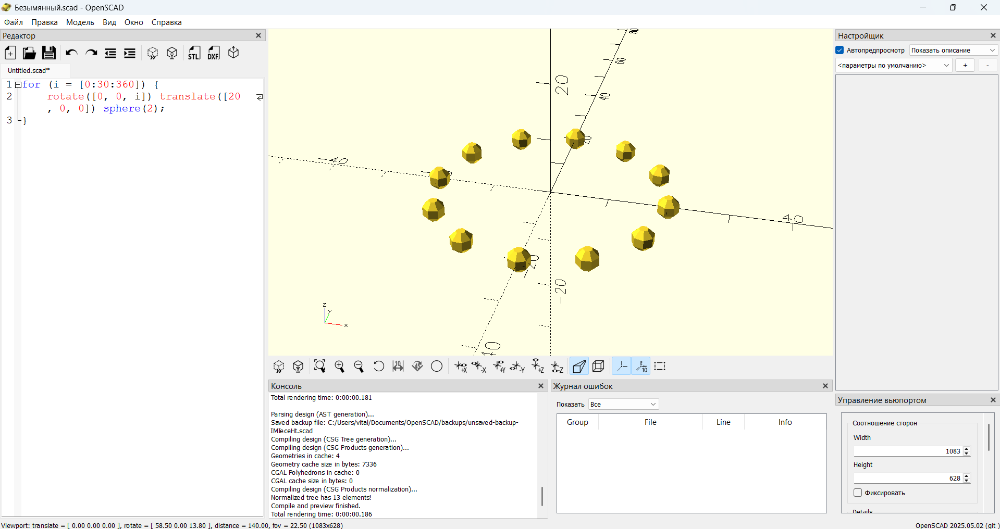 Безымянный.scad - OpenSCAD
Файл Правка Модель Вид Окно Справка
Редактор
STL DXF
Untitled.scad*
1 for (i = [0:30:360]) {
2 rotate([0, 0, i]) translate([20
, 0, 0]) sphere(2);
3 }
80
60
20
40
20
-40
40
-20
z
y
x
10
45
+X -X +Y -Y +Z -Z
10
Консоль
Total rendering time: 0:00:00.181
Parsing design (AST generation)...
Saved backup file: C:/Users/vital/Documents/OpenSCAD/backups/unsaved-backup-
IMIeceHt.scad
Compiling design (CSG Tree generation)...
Compiling design (CSG Products generation)...
Geometries in cache: 4
Geometry cache size in bytes: 7336
CGAL Polyhedrons in cache: 0
CGAL cache size in bytes: 0
Compiling design (CSG Products normalization)...
Normalized tree has 13 elements!
Compile and preview finished.
Total rendering time: 0:00:00.186
Журнал ошибок
Показать Все
Group File Line Info
Настройщик
Автопредпросмотр Показать описание
<параметры по умолчанию> + -
Управление вьюпортом
Соотношение сторон
Width
1083
Height
628
Фиксировать
Details
Viewport: translate = [ 0.00 0.00 0.00 ], rotate = [ 58.50 0.00 13.80 ], distance = 140.00, fov = 22.50 (1083x628)
OpenSCAD 2025.05.02 (git )